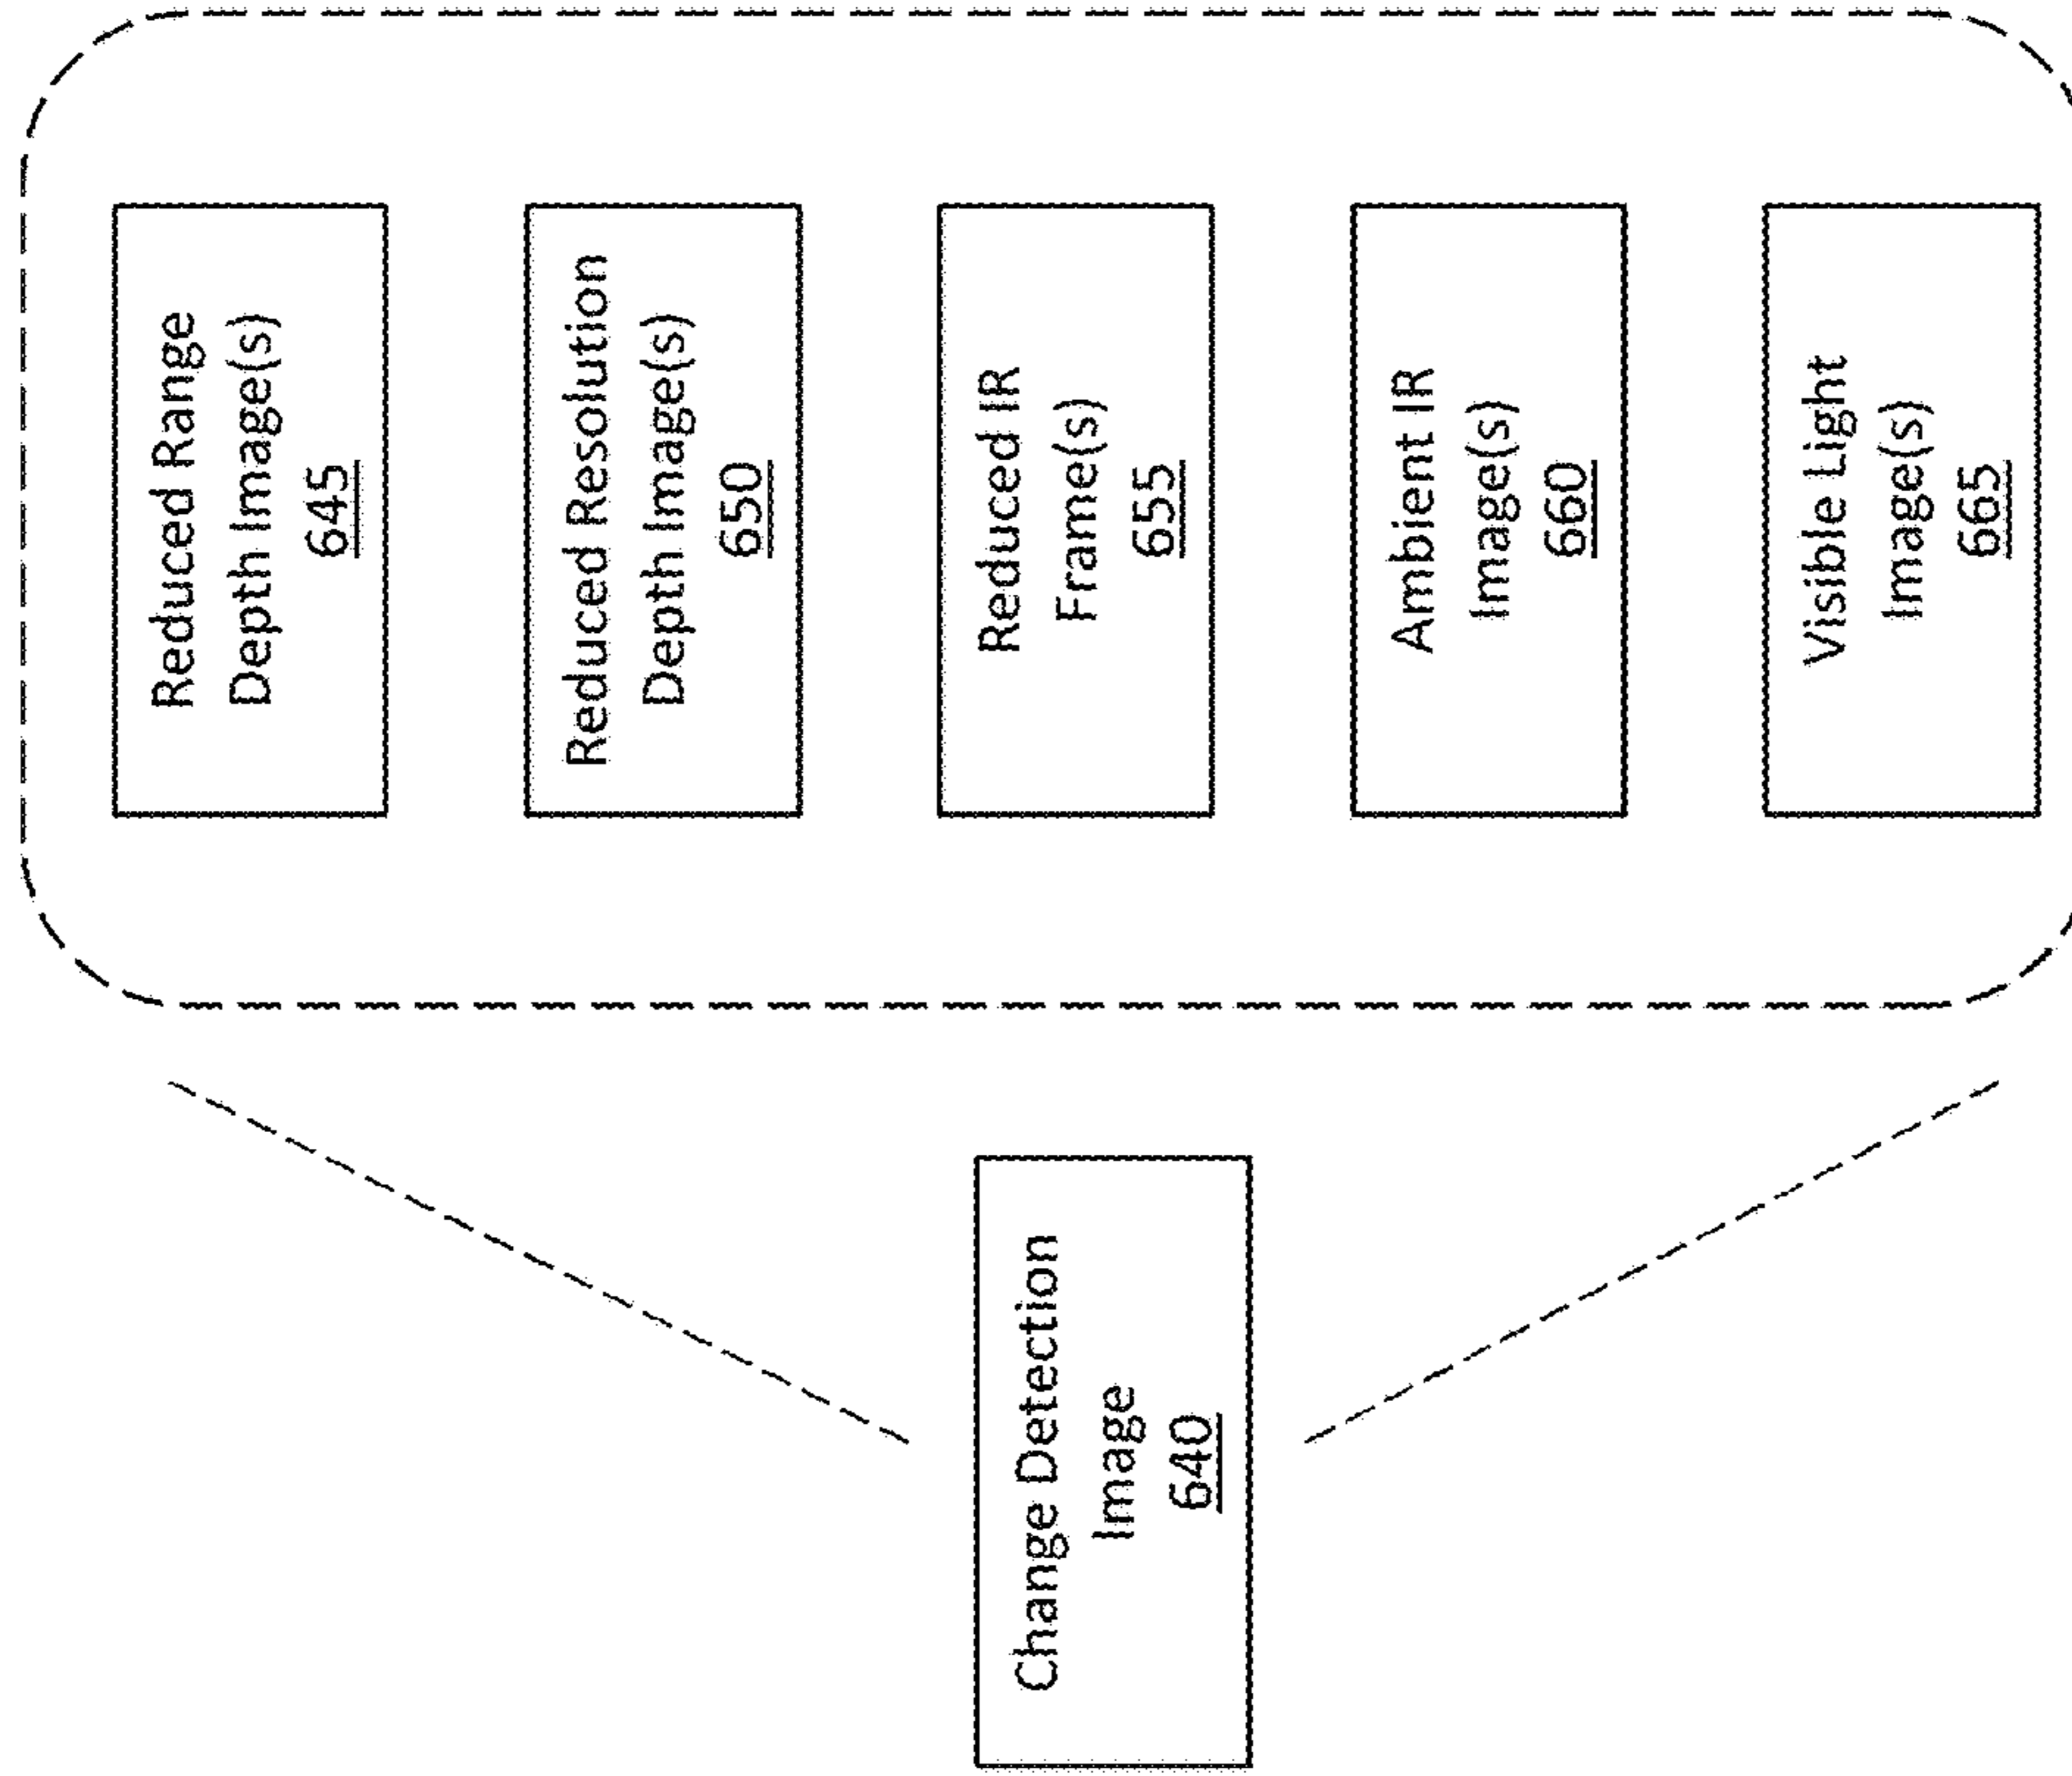 Change Detection
Image
640
Reduced Range
Depth Image(s)
645
Reduced Resolution
Depth Image(s)
650
Reduced IR
Frame(s)
655
Ambient IR
Image(s)
660
Visible Light
Image(s)
665